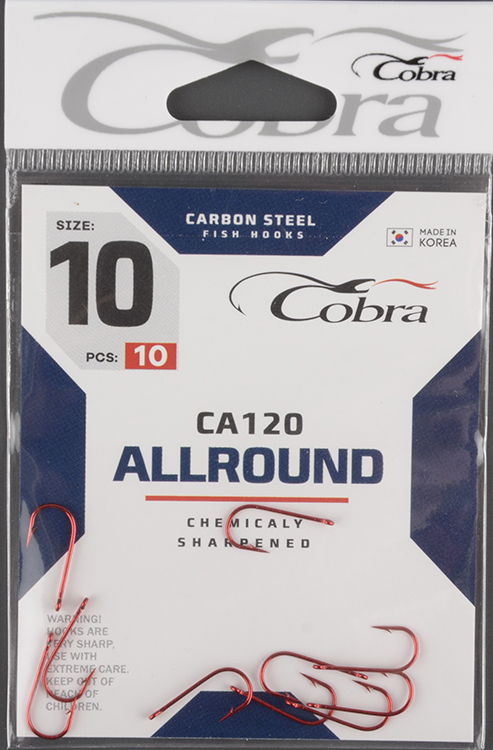 Cobra
Cobra
SIZE:
10
PCS: 10
CARBON STEEL
FISH HOOKS
MADE IN
KOREA
Cobra
CA120
ALLROUND
CHEMICALY
SHARPENED
WARNING!
HOOKS ARE
VERY SHARP,
USE WITH
EXTREME CARE.
KEEP OUT OF
REACH OF
CHILDREN.